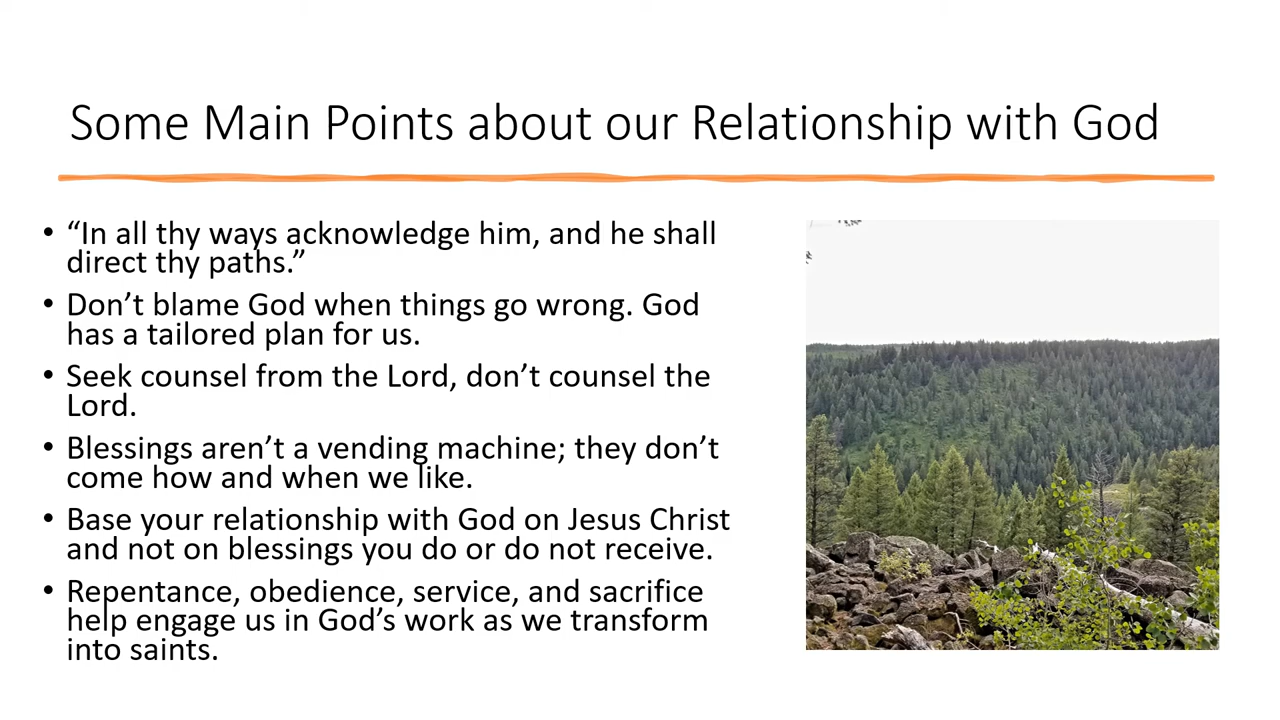 Some Main Points about our Relationship with God
• “In all thy ways acknowledge him, and he shall
direct thy paths.”
• Don’t blame God when things go wrong. God
has a tailored plan for us.
• Seek counsel from the Lord, don’t counsel the
Lord.
• Blessings aren’t a vending machine; they don’t
come how and when we like.
• Base your relationship with God on Jesus Christ
and not on blessings you do or do not receive.
• Repentance, obedience, service, and sacrifice
help engage us in God’s work as we transform
into saints.